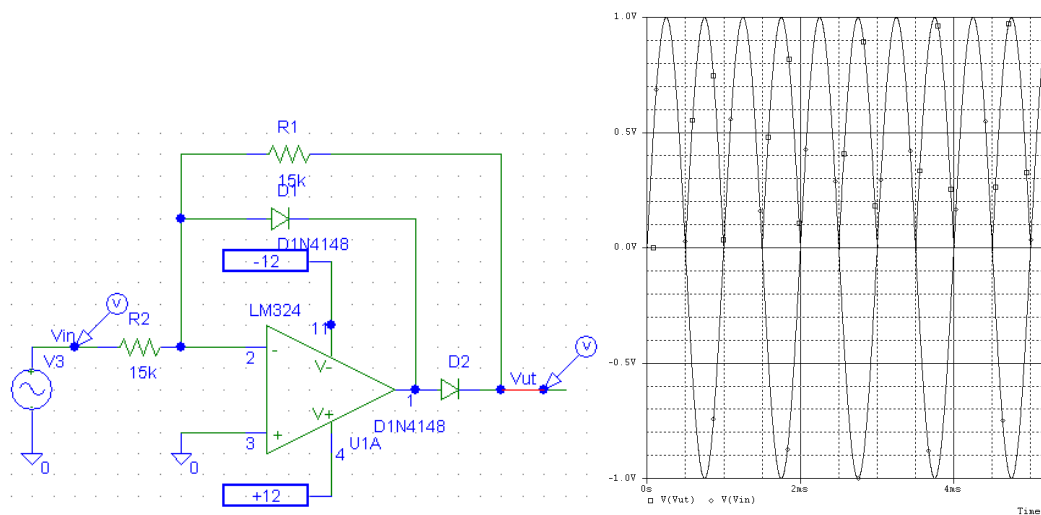 R1
15k
D1
D1N4148
-12
LM324
11
V
Vin
R2
V3
15k
2
-
V-
V
D2
Vut
1
V+
D1N4148
+
3
U1A
4
0
0
+12
1.0V
0.5V
0.0V
-0.5V
-1.0V
0s
2ms
4ms
V(Vut)
V(Vin)
Time